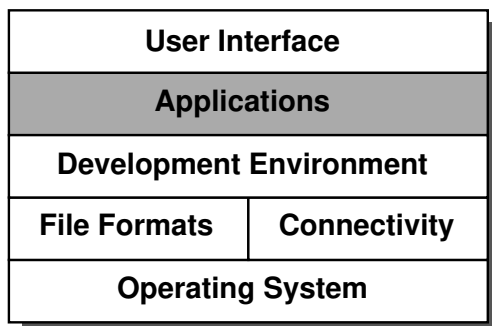 User Interface
Applications
Development Environment
File Formats
Connectivity
Operating System